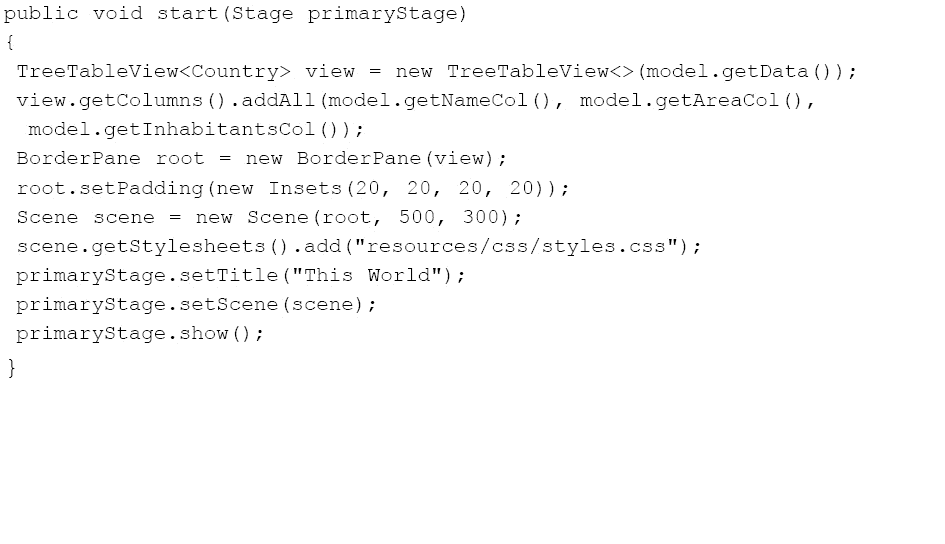 public void start(Stage primaryStage)
{
TreeTableView<Country> view = new TreeTableView<>(model.getData());
view.getColumns().addAll(model.getNameCol(), model.getAreaCol(),
model.getInhabitantsCol());
BorderPane root = new BorderPane(view);
root.setPadding(new Insets(20, 20, 20, 20));
Scene scene = new Scene(root, 500, 300);
scene.getStylesheets().add("resources/css/styles.css");
primaryStage.setTitle("This World");
primaryStage.setScene(scene);
primaryStage.show();
}